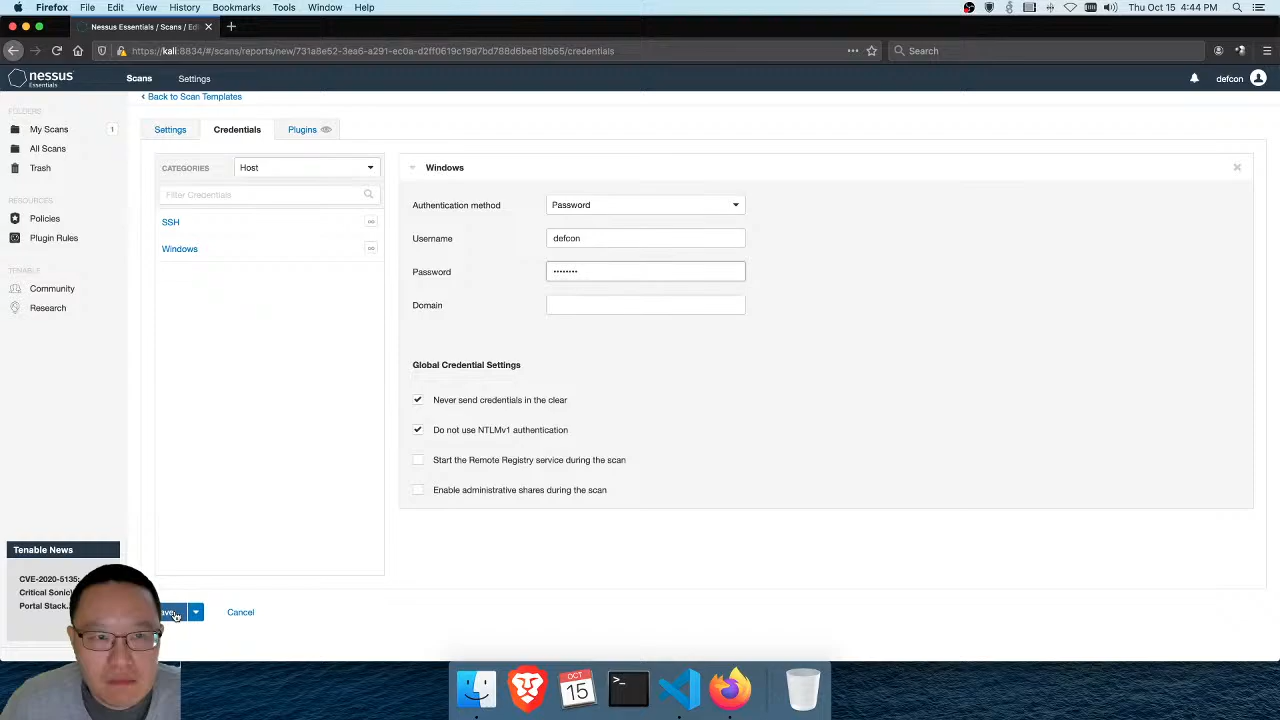 Firefox File Edit View History Bookmarks Tools Window Help Thu Oct 15 4:44 PM
Nessus Essentials / Scans / Ed
https://kali:8834/#/scans/reports/new/731a8e52-3ea6-a291-ec0a-d2ff0619c19d7bd788d6be818b65/credentials Search
nessus Essentials Scans Settings defcon
FOLDERS
My Scans 1
All Scans
Trash
RESOURCES
Policies
Plugin Rules
TENABLE
Community
Research
Tenable News
CVE-2020-5135:
Critical Sonic
Portal Stack..
Back to Scan Templates
Settings Credentials Plugins
CATEGORIES Host
Filter Credentials
SSH
Windows
Windows
Authentication method Password
Username defcon
Password ••••••••
Domain
Global Credential Settings
Never send credentials in the clear
Do not use NTLMv1 authentication
Start the Remote Registry service during the scan
Enable administrative shares during the scan
Cancel
OCT
15